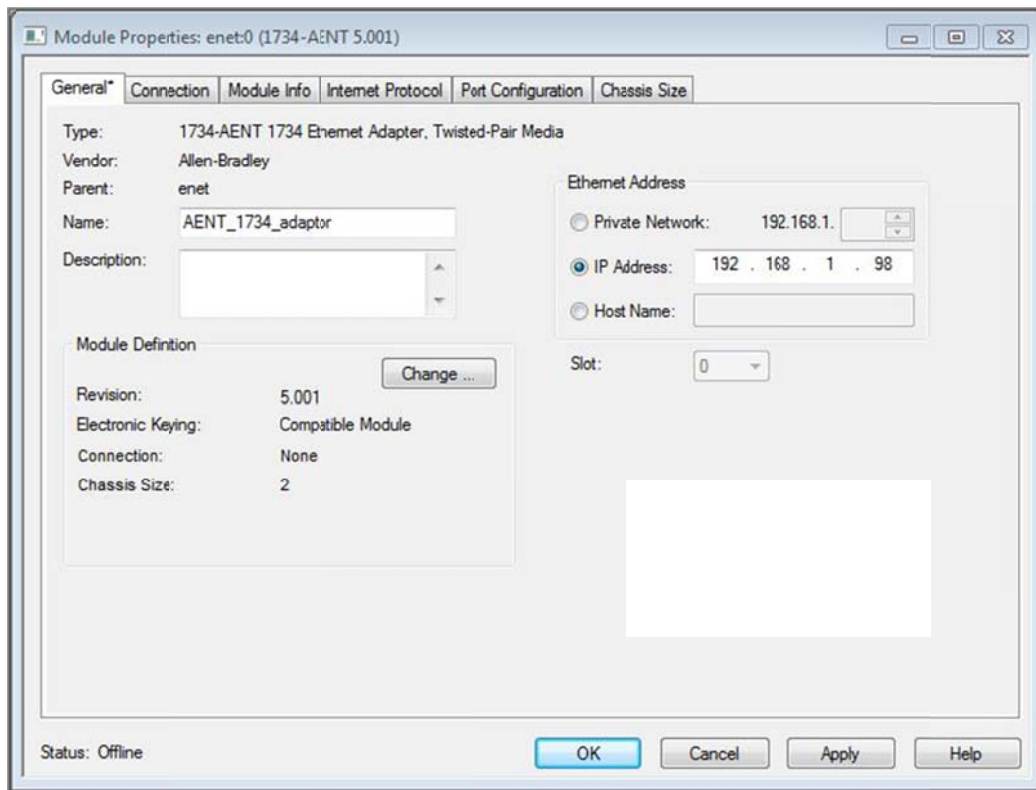 Module Properties: enet:0 (1734-AENT 5.001)
General* Connection Module Info Internet Protocol Port Configuration Chassis Size
Type: 1734-AENT 1734 Ethernet Adapter, Twisted-Pair Media
Vendor: Allen-Bradley
Parent: enet
Name: AENT_1734_adaptor
Description:
Ethernet Address
Private Network: 192.168.1.
IP Address: 192 . 168 . 1 . 98
Host Name:
Module Defintion
Change ...
Revision: 5.001
Electronic Keying: Compatible Module
Connection: None
Chassis Size: 2
Slot: 0
Status: Offline
OK Cancel Apply Help